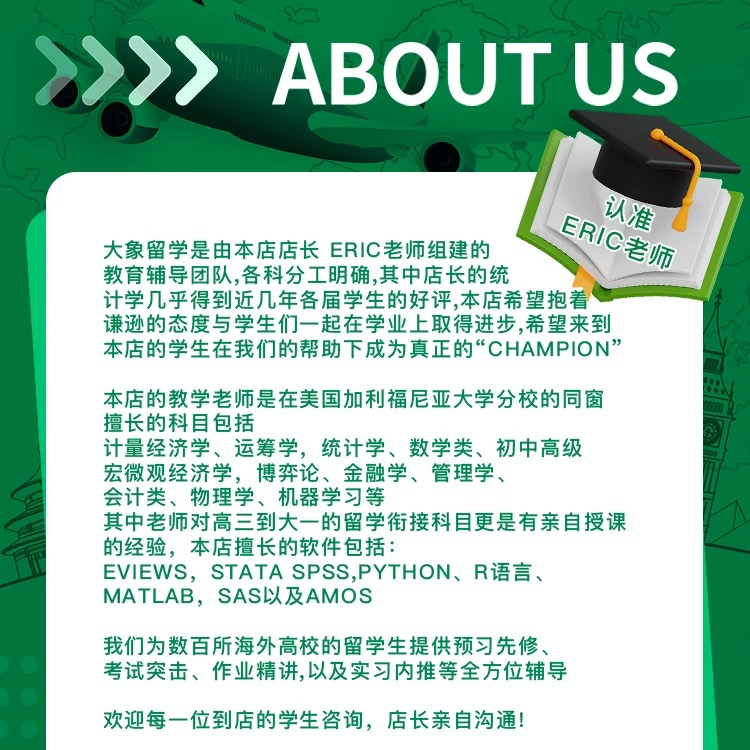 ABOUT US
认准
ERIC老师
大象留学是由本店店长 ERIC老师组建的
教育辅导团队,各科分工明确,其中店长的统
计学几乎得到近几年各届学生的好评,本店希望抱着
谦逊的态度与学生们一起在学业上取得进步,希望来到
本店的学生在我们的帮助下成为真正的“CHAMPION”
本店的教学老师是在美国加利福尼亚大学分校的同窗
擅长的科目包括
计量经济学、运筹学，统计学、数学类、初中高级
宏微观经济学，博弈论、金融学、管理学、
会计类、物理学、机器学习等
其中老师对高三到大一的留学衔接科目更是有亲自授课
的经验，本店擅长的软件包括：
EVIEWS，STATA SPSS,PYTHON、R语言、
MATLAB，SAS以及AMOS
我们为数百所海外高校的留学生提供预习先修、
考试突击、作业精讲,以及实习内推等全方位辅导
欢迎每一位到店的学生咨询，店长亲自沟通!